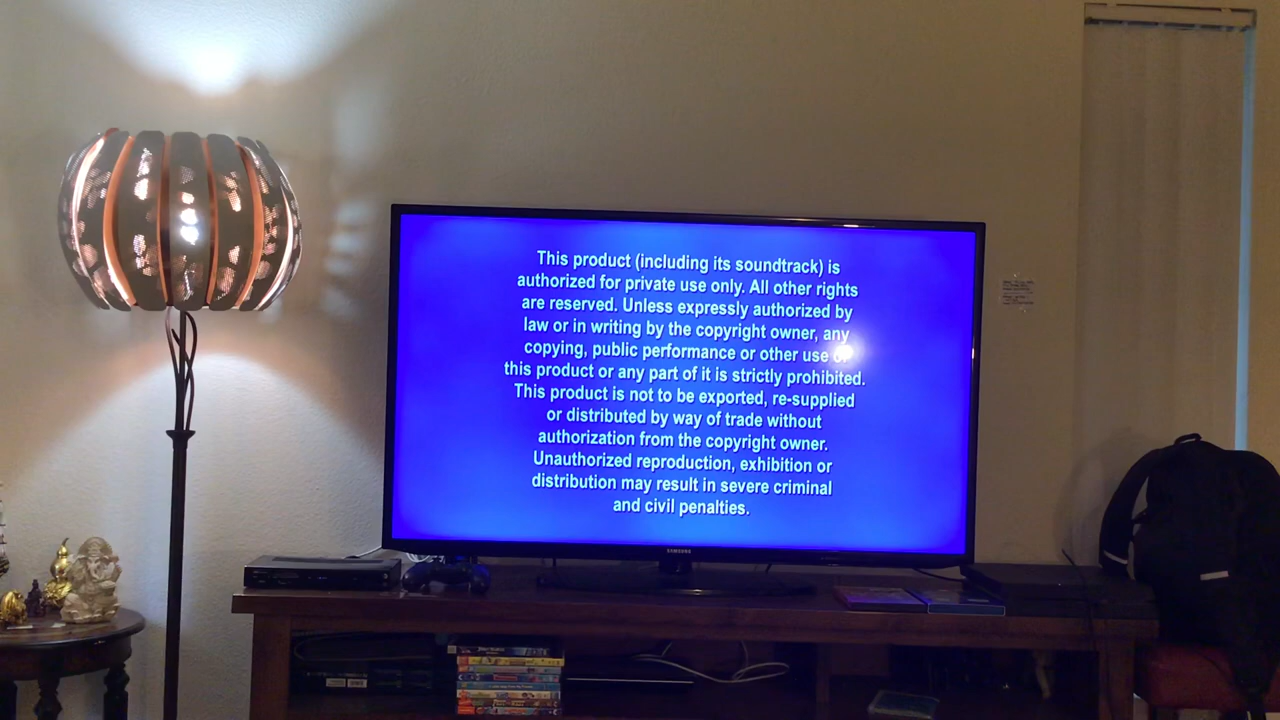 This product (including its soundtrack) is
authorized for private use only. All other rights
are reserved. Unless expressly authorized by
law or in writing by the copyright owner, any
copying, public performance or other use
this product or any part of it is strictly prohibited.
This product is not to be exported, re-supplied
or distributed by way of trade without
authorization from the copyright owner.
Unauthorized reproduction, exhibition or
distribution may result in severe criminal
and civil penalties.
SAMSUNG